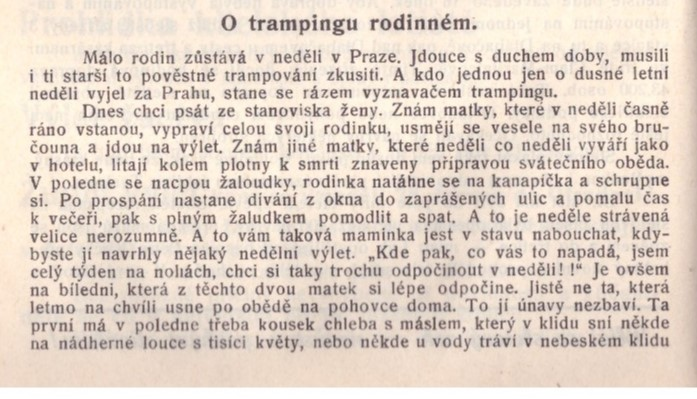 O trampingu rodinném.
Málo rodin zůstává v neděli v Praze. Jdouce s duchem doby, musili
i ti starší to pověstné trampování zkusiti. A kdo jednou jen o dusné letní
neděli vyjel za Prahu, stane se rázem vyznavačem trampingu.
Dnes chci psát ze stanoviska ženy. Znám matky, které v neděli časně
ráno vstanou, vypraví celou svoji rodinku, usmějí se vesele na svého bru-
čouna a jdou na výlet. Znám jiné matky, které neděli co neděli vyváří jako
v hotelu, lítají kolem plotny k smrti znaveny přípravou svátečního oběda.
V poledne se nacpou žaloudky, rodinka natáhne se na kanapíčka a schrupne
si. Po prospání nastane dívání z okna do zaprášených ulic a pomalu čas
k večeři, pak s plným žaludkem pomodlit a spat. A to je neděle strávená
velice nerozumně. A to vám taková maminka jest v stavu nabouchat, kdy-
byste jí navrhly nějaký nedělní výlet. „Kde pak, co vás to napadá, jsem
celý týden na nohách, chci si taky trochu odpočinout v neděli! !“ Je ovšem
na bíledni, která z těchto dvou matek si lépe odpočine. Jistě ne ta, která
letmo na chvíli usne po obědě na pohovce doma. To jí únavy nezbaví. Ta
první má v poledne třeba kousek chleba s máslem, který v klidu sní někde
na nádherné louce s tisíci květy, nebo někde u vody tráví v nebeském klidu